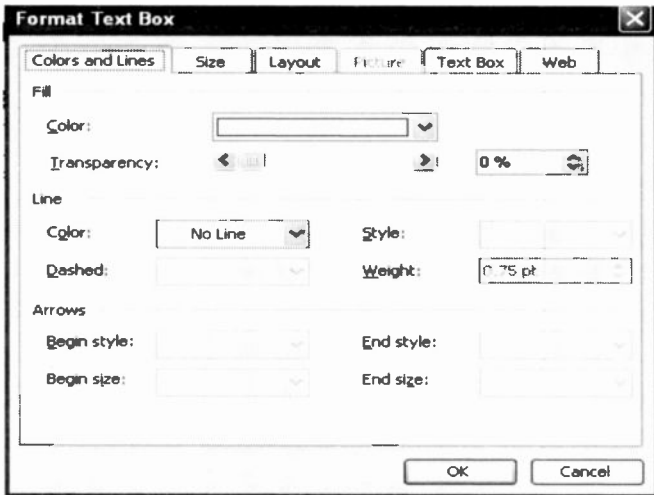 Format Text Box
Colors and Lines Size Layout Picture Text Box Web
Fill
Color:
Transparency: 0 %
Line
Color: No Line Style:
Dashed: Weight: 0.75 pt
Arrows
Begin style: End style:
Begin size: End size:
OK Cancel